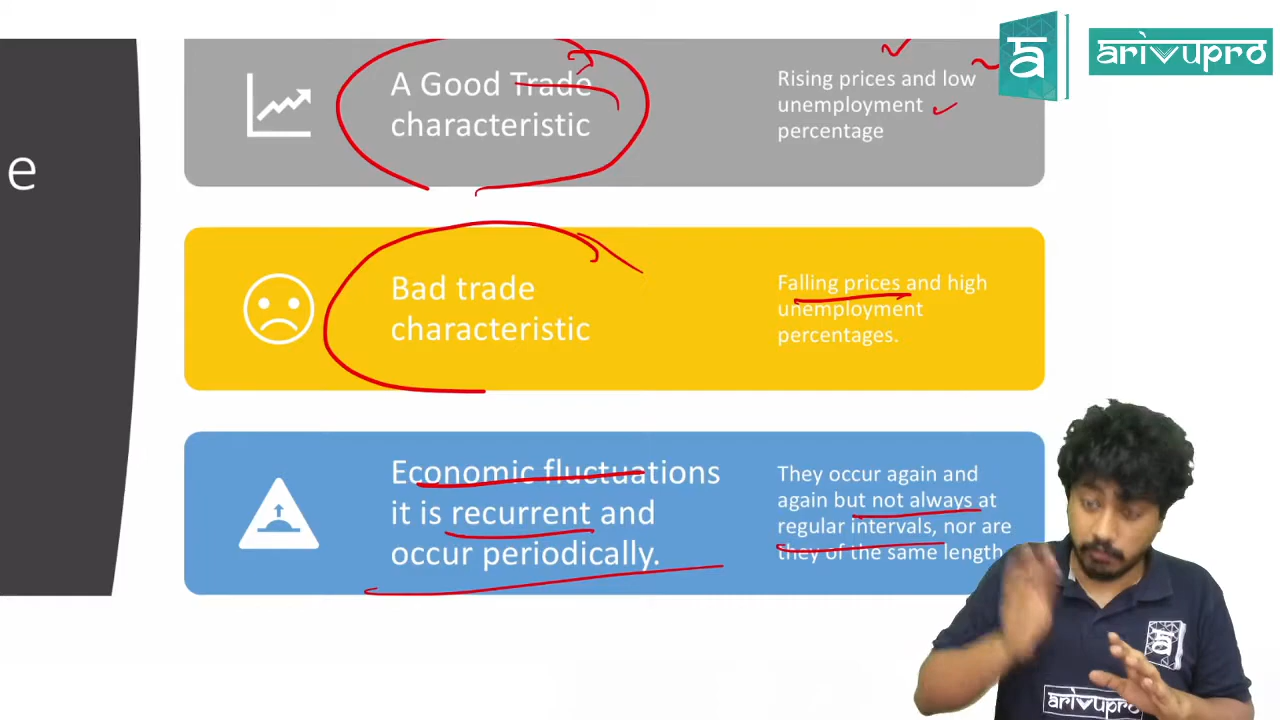 arivupro
e
A Good Trade
characteristic
Rising prices and low
unemployment
percentage
Bad trade
characteristic
Falling prices and high
unemployment
percentages.
Economic fluctuations
it is recurrent and
occur periodically.
They occur again and
again but not always at
regular intervals, nor are
they of the same length
arivupro